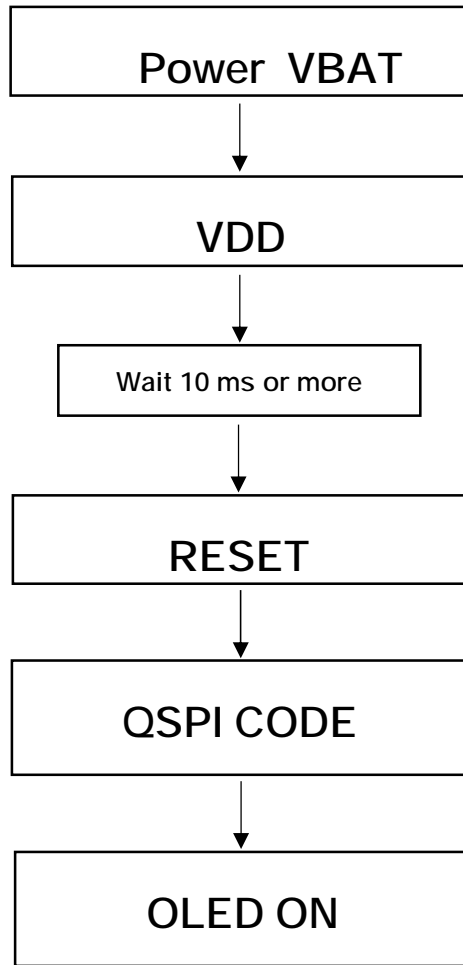 Power VBAT
VDD
Wait 10 ms or more
RESET
QSPI CODE
OLED ON